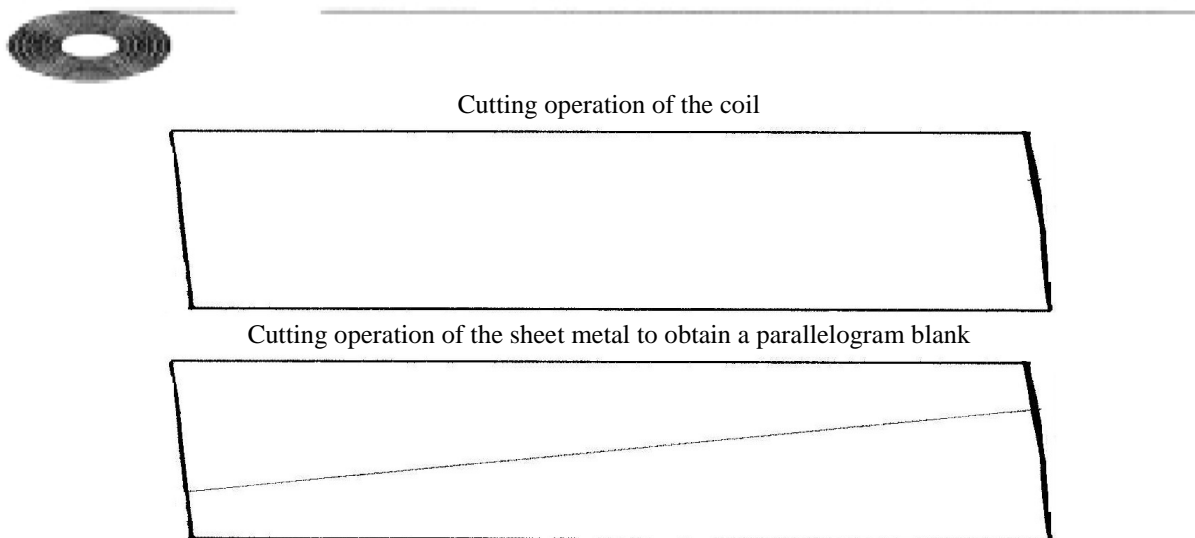 Cutting operation of the coil
Cutting operation of the sheet metal to obtain a parallelogram blank